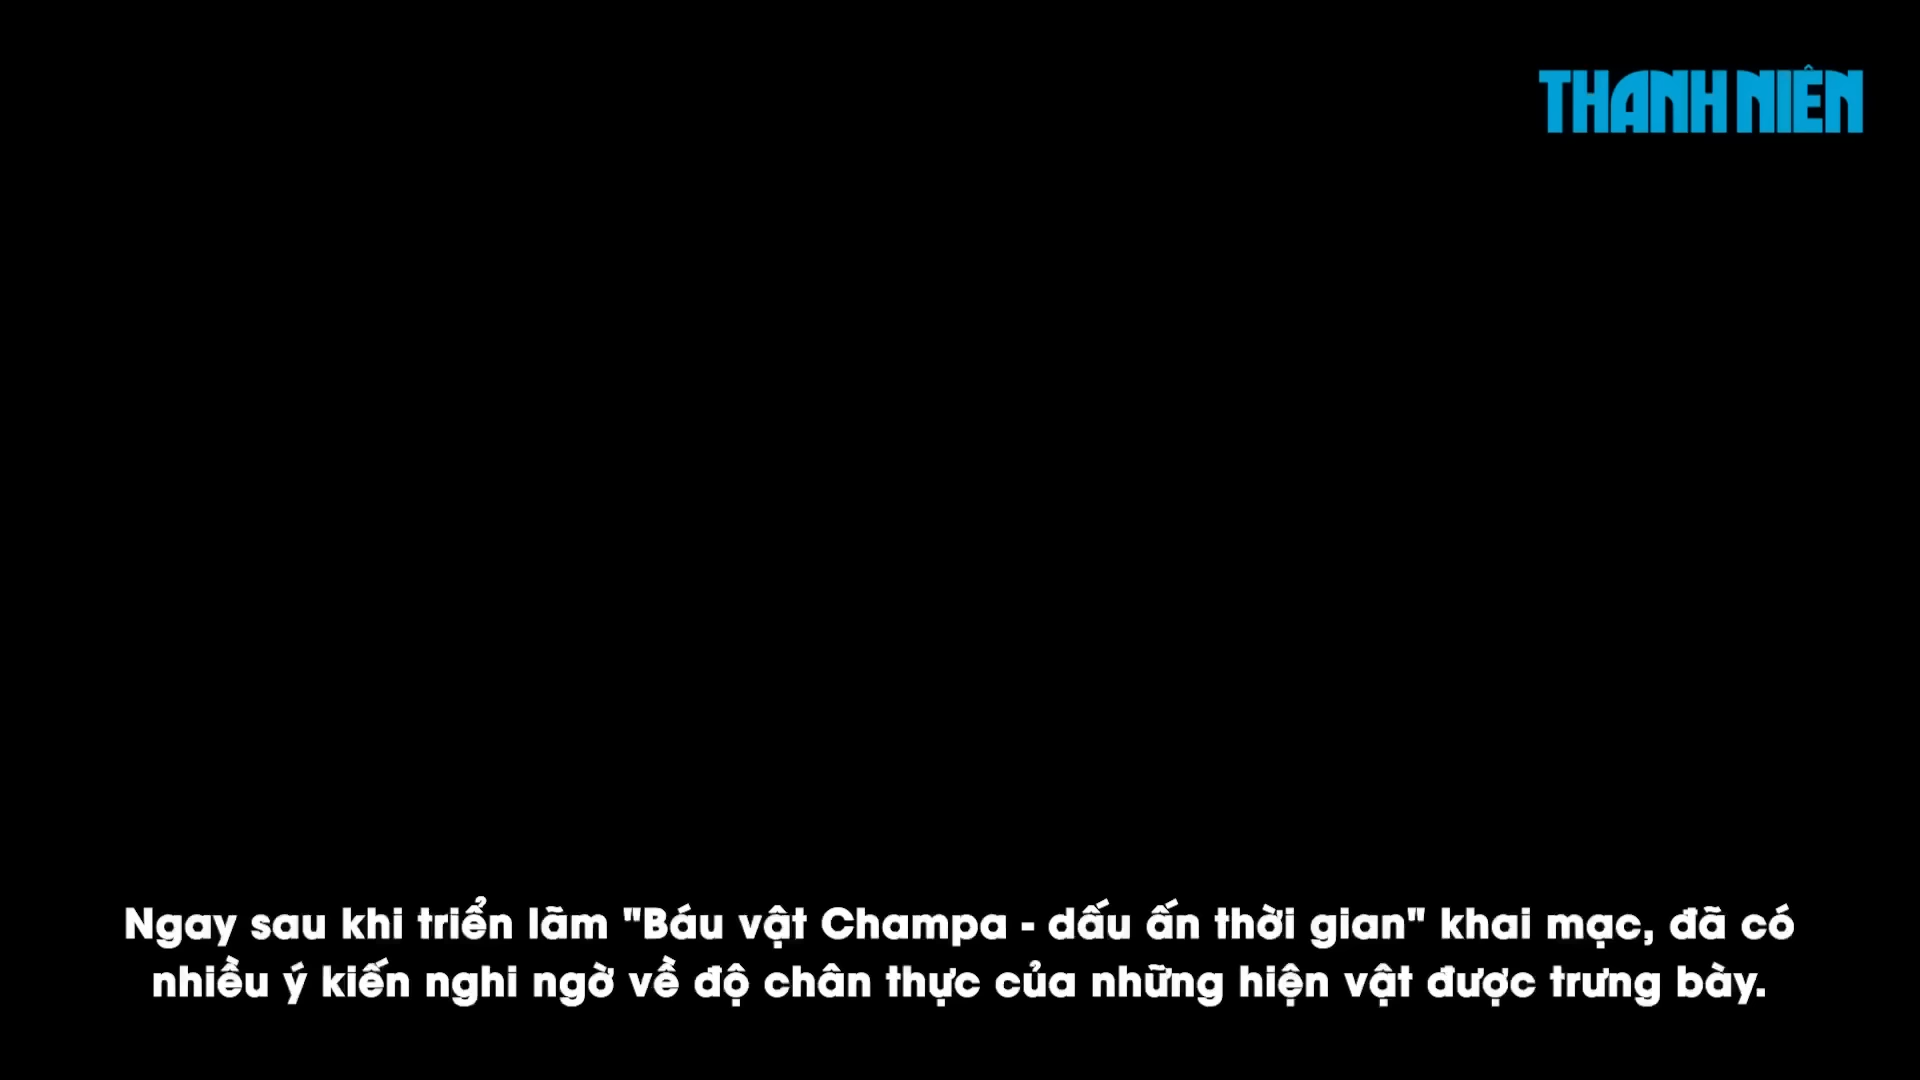 THANH NIÊN
Ngay sau khi triển lãm "Báu vật Champa - dấu ấn thời gian" khai mạc, đã có
nhiều ý kiến nghi ngờ về độ chân thực của những hiện vật được trưng bày.